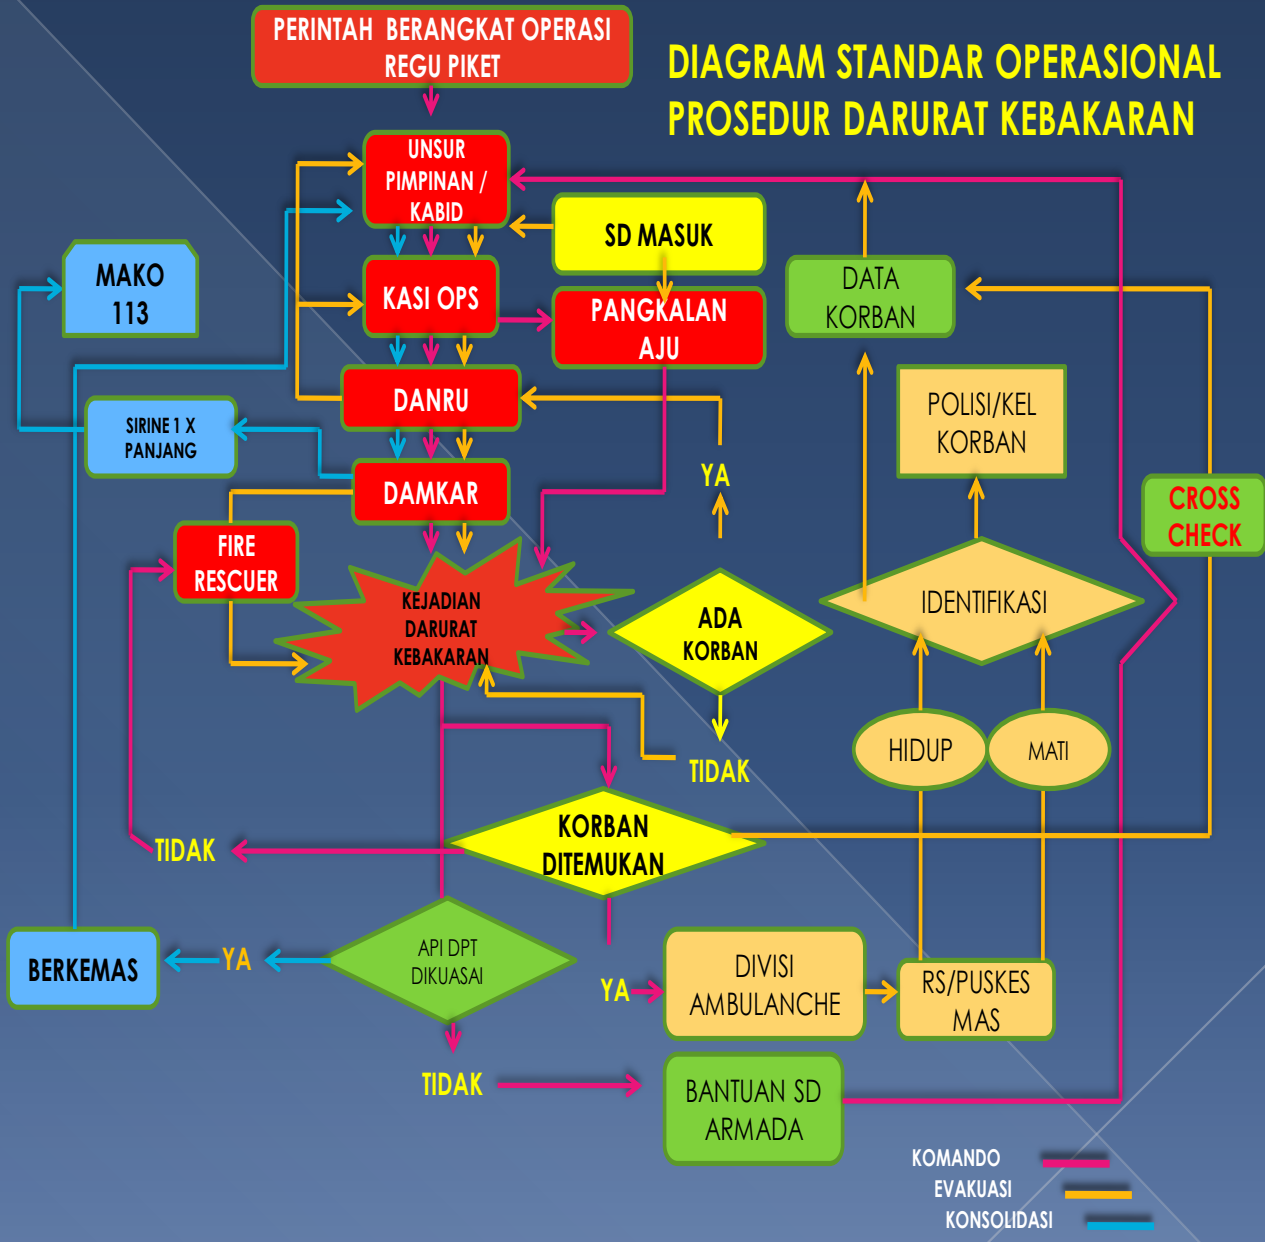 PERINTAH BERANGKAT OPERASI
REGU PIKET
DIAGRAM STANDAR OPERASIONAL
PROSEDUR DARURAT KEBAKARAN
UNSUR
PIMPINAN /
KABID
SD MASUK
MAKO
113
KASI OPS
PANGKALAN
AJU
DATA
KORBAN
DANRU
POLISI/KEL
KORBAN
SIRINE 1 X
PANJANG
DAMKAR
YA
CROSS
CHECK
FIRE
RESCUER
KEJADIAN
DARURAT
KEBAKARAN
ADA
KORBAN
IDENTIFIKASI
HIDUP
MATI
TIDAK
KORBAN
DITEMUKAN
TIDAK
API DPT
DIKUASAI
YA
BERKEMAS
YA
DIVISI
AMBULANCHE
RS/PUSKES
MAS
TIDAK
BANTUAN SD
ARMADA
KOMANDO
EVAKUASI
KONSOLIDASI